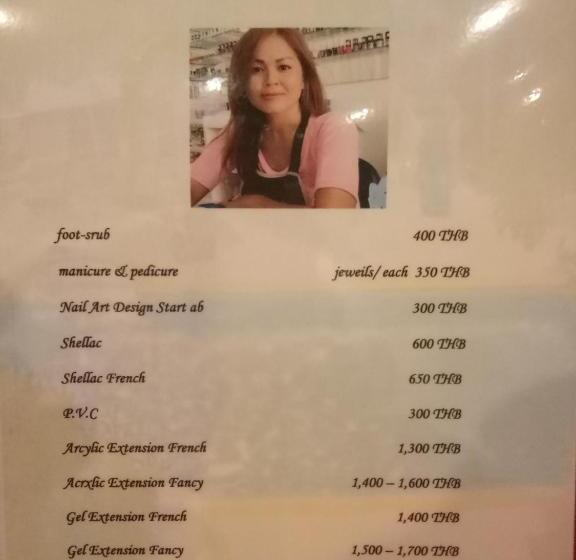 foot-srub 400 THB
manicure & pedicure jeweils/ each 350 THB
Nail Art Design Start ab 300 THB
Shellac 600 THB
Shellac French 650 THB
P.V.C 300 THB
Arcylic Extension French 1,300 THB
Acrxlic Extension Fancy 1,400 – 1,600 THB
Gel Extension French 1,400 THB
Gel Extension Fancy 1,500 – 1,700 THB